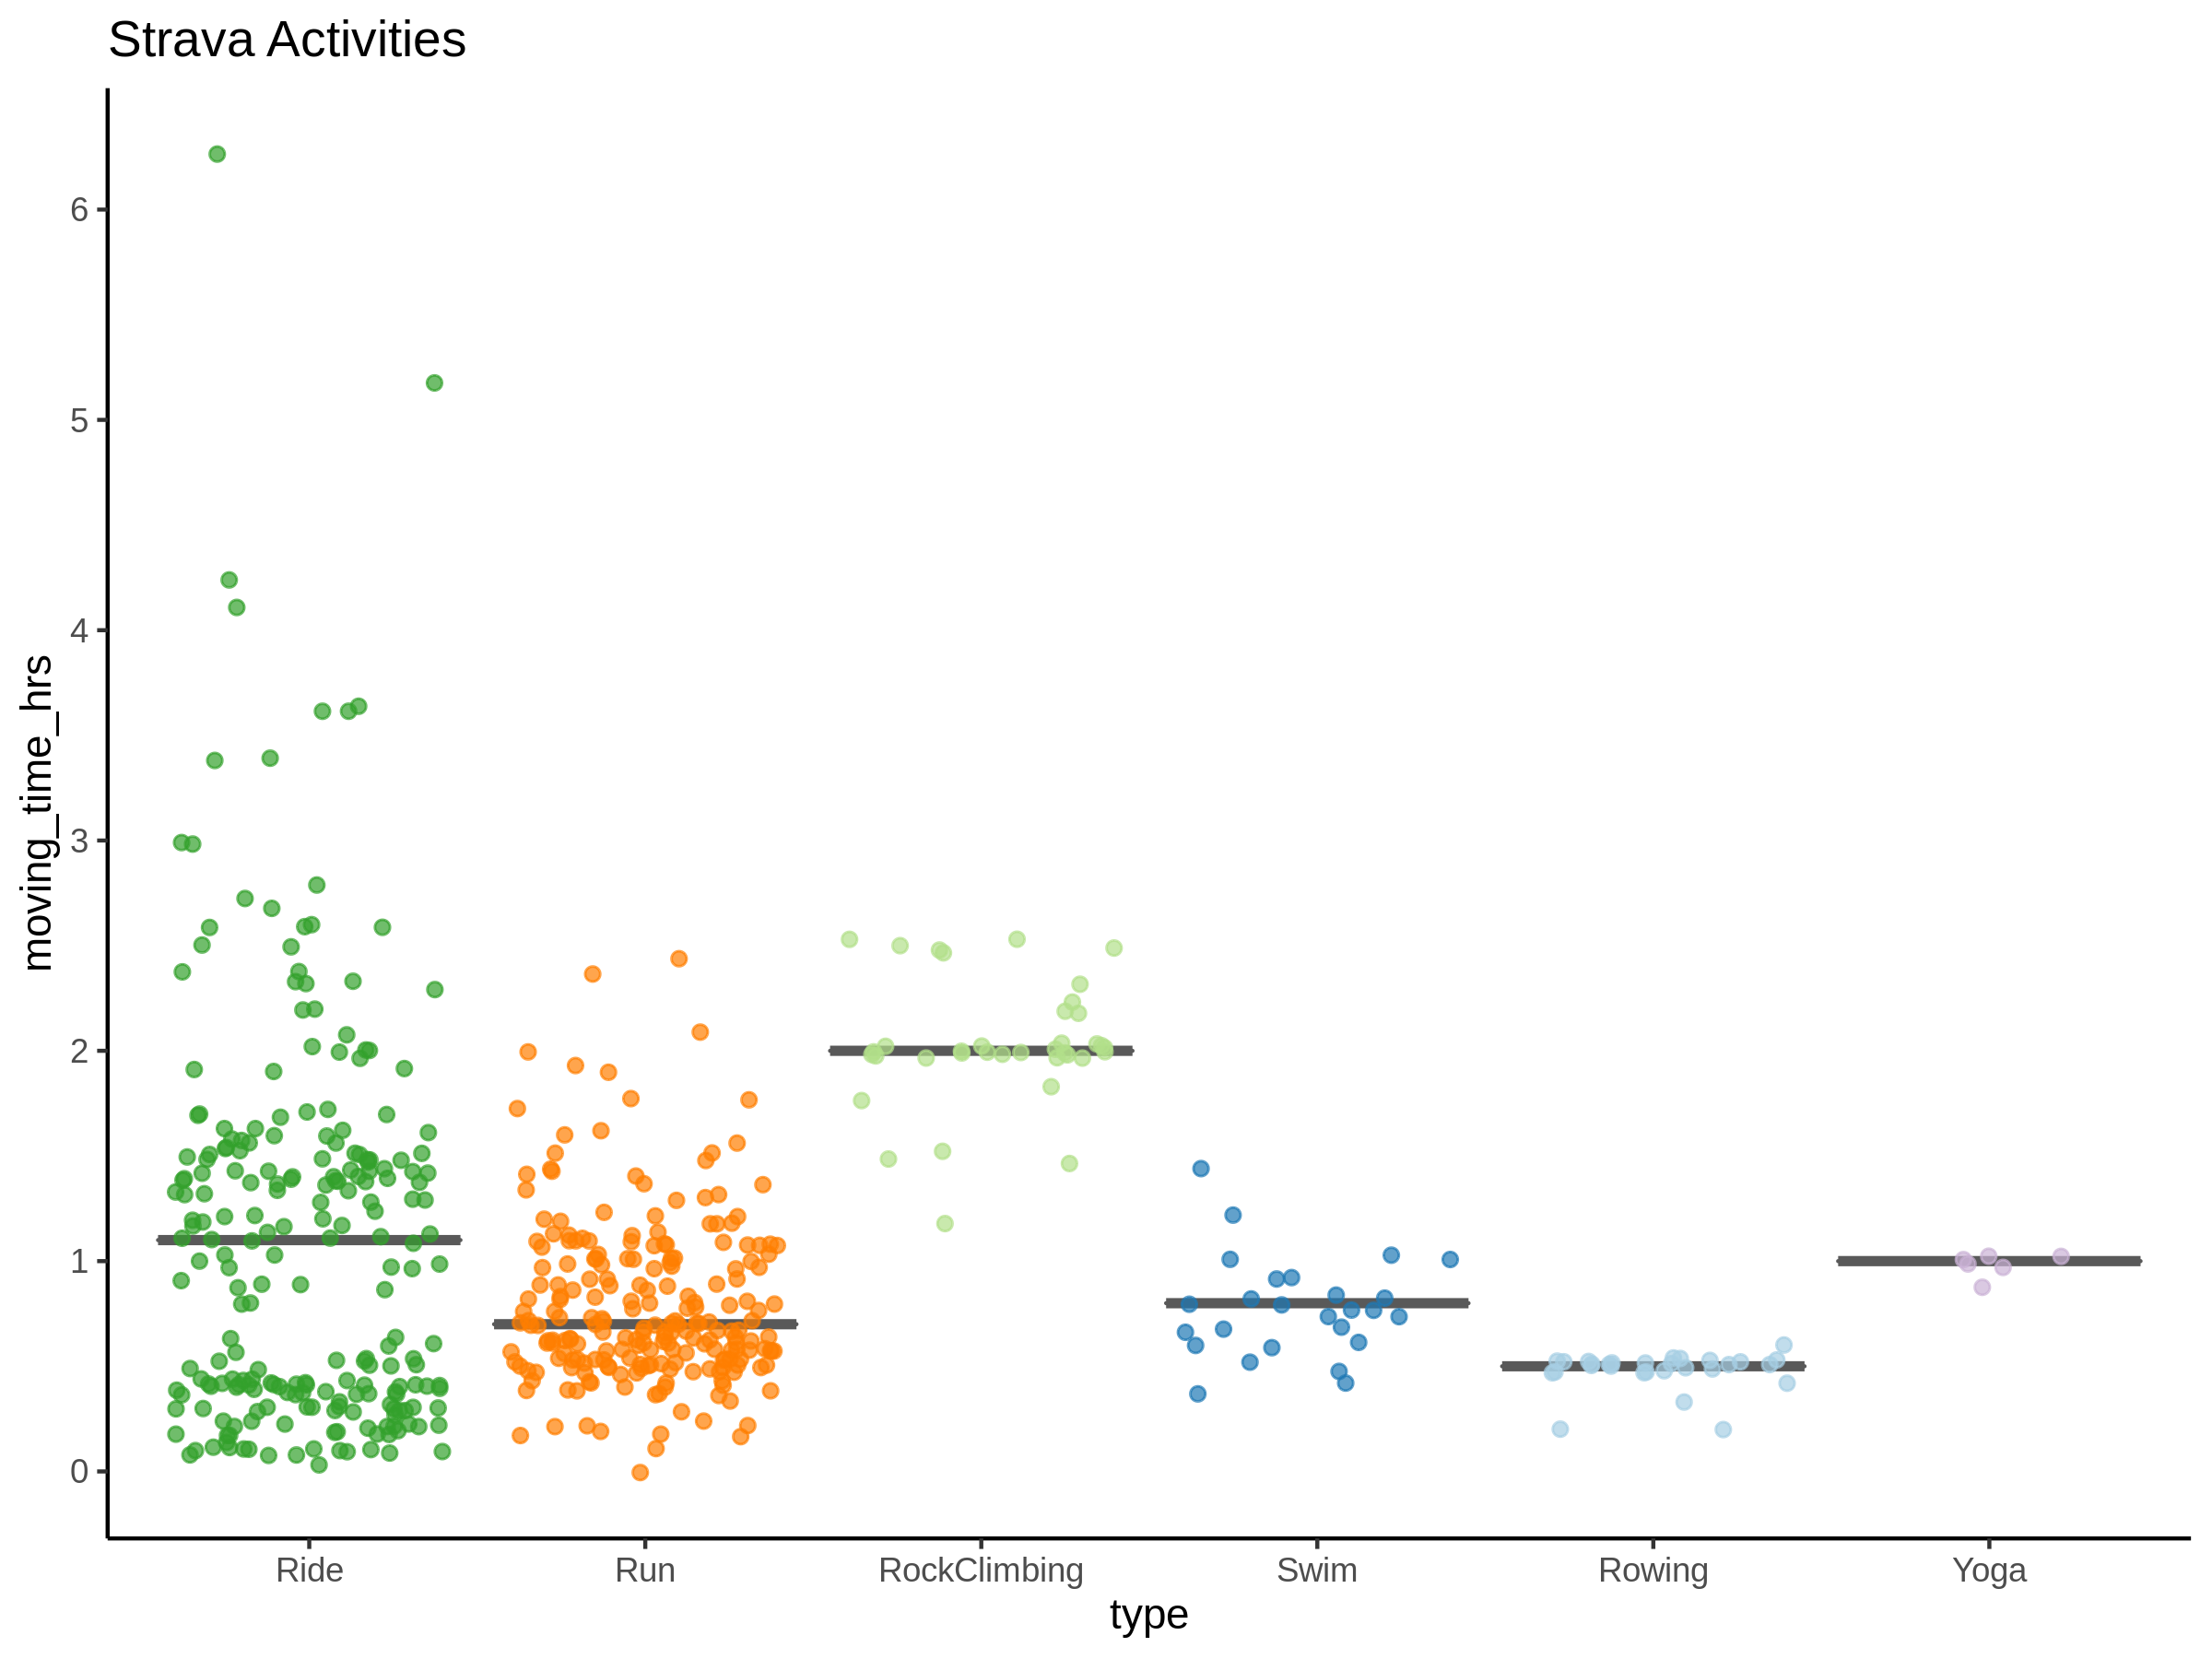 Strava Activities
moving_time_hrs
6
5
4
3
2
1
0
Ride
Run
RockClimbing
Swim
Rowing
Yoga
type